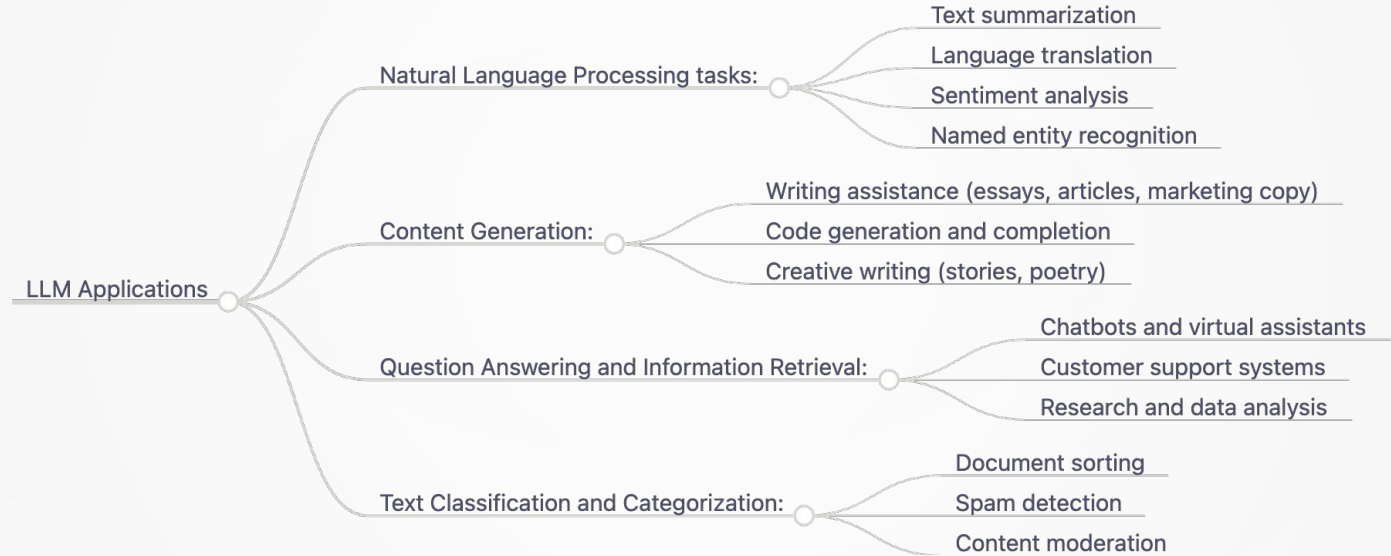 LLM Applications
Natural Language Processing tasks:
Text summarization
Language translation
Sentiment analysis
Named entity recognition
Content Generation:
Writing assistance (essays, articles, marketing copy)
Code generation and completion
Creative writing (stories, poetry)
Question Answering and Information Retrieval:
Chatbots and virtual assistants
Customer support systems
Research and data analysis
Text Classification and Categorization:
Document sorting
Spam detection
Content moderation